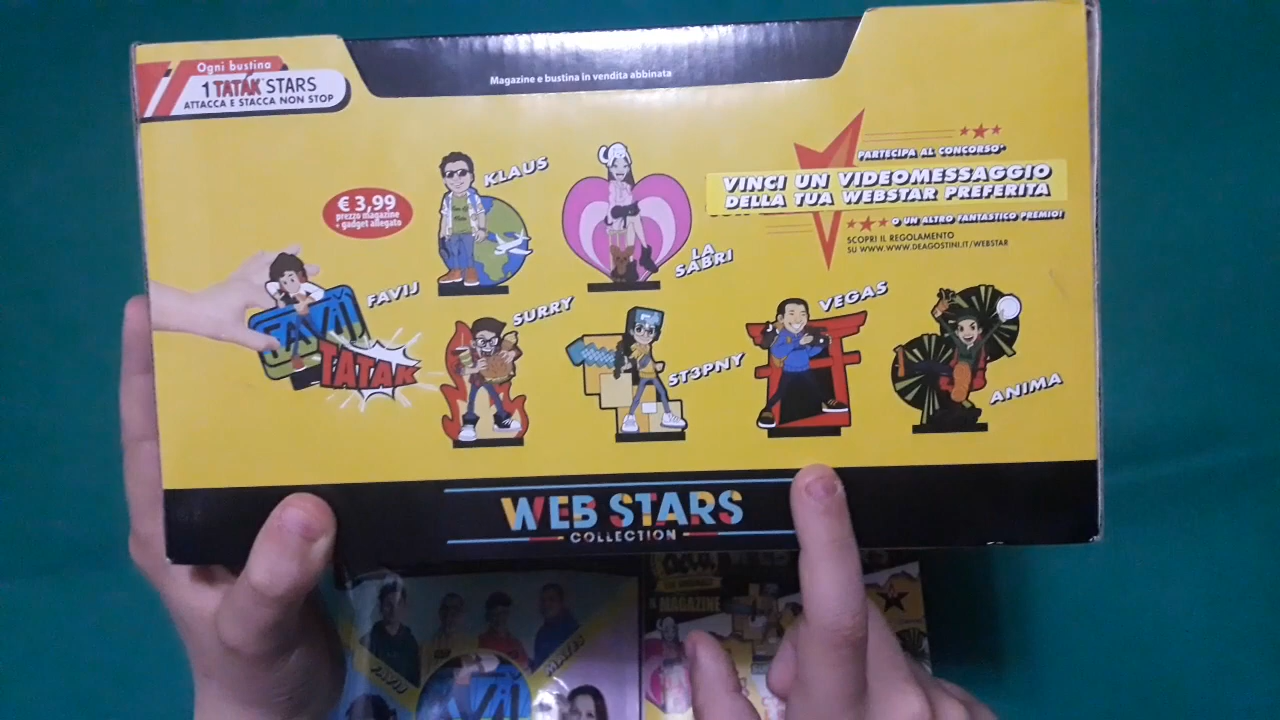 Ogni bustina
1 TATAK STARS
ATTACCA E STACCA NON STOP
Magazine e bustina in vendita abbinata
PARTECIPA AL CONCORSO*
VINCI UN VIDEOMESSAGGIO
DELLA TUA WEBSTAR PREFERITA
O UN ALTRO FANTASTICO PREMIO!
SCOPRI IL REGOLAMENTO
SU WWW.WWW.DEAGOSTINI.IT/WEBSTAR
€ 3,99
prezzo magazine
+ gadget allegato
KLAUS
LA
SABRI
FAVIJ
FAVIJ
TATAK
SURRY
ST3PNY
VEGAS
ANIMA
WEB STARS
COLLECTION
MAGAZINE
FAVIJ